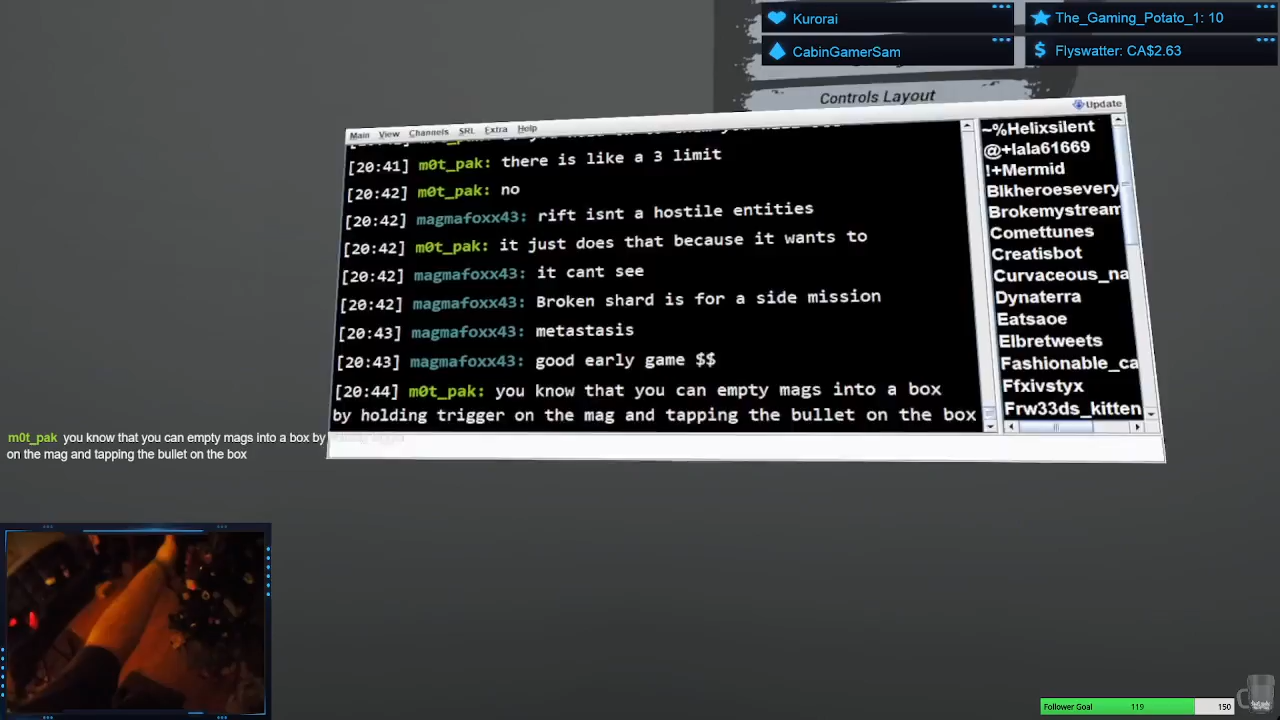 Kurorai
The_Gaming_Potato_1: 10
CabinGamerSam
Flyswatter: CA$2.63
Controls Layout
Update
Main View Channels SRL Extra Help
[20:41] m0t_pak: there is like a 3 limit
[20:42] m0t_pak: no
[20:42] magmafoxx43: rift isnt a hostile entities
[20:42] m0t_pak: it just does that because it wants to
[20:42] magmafoxx43: it cant see
[20:42] magmafoxx43: Broken shard is for a side mission
[20:43] magmafoxx43: metastasis
[20:43] magmafoxx43: good early game $$
[20:44] m0t_pak: you know that you can empty mags into a box
by holding trigger on the mag and tapping the bullet on the box
~%Helixsilent
@+lala61669
!+Mermid
Blkheroesevery
Brokemystream
Comettunes
Creatisbot
Curvaceous_na
Dynaterra
Eatsaoe
Elbretweets
Fashionable_ca
Ffxivstyx
Frw33ds_kitten
m0t_pak you know that you can empty mags into a box by
on the mag and tapping the bullet on the box
Follower Goal 119 150